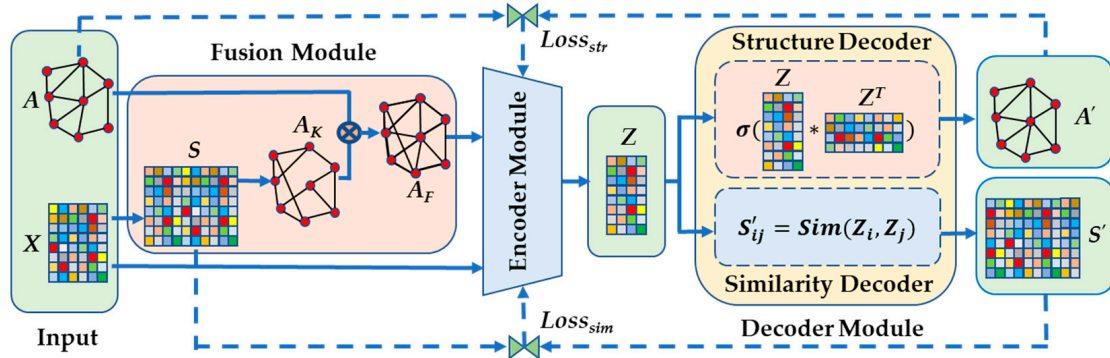 Loss_str
Fusion Module
Structure Decoder
A
Z
Z^T
A_K
σ( * )
A'
S
Z
A_F
Encoder Module
X
S'_ij = Sim(Z_i, Z_j)
S'
Similarity Decoder
Input
Loss_sim
Decoder Module